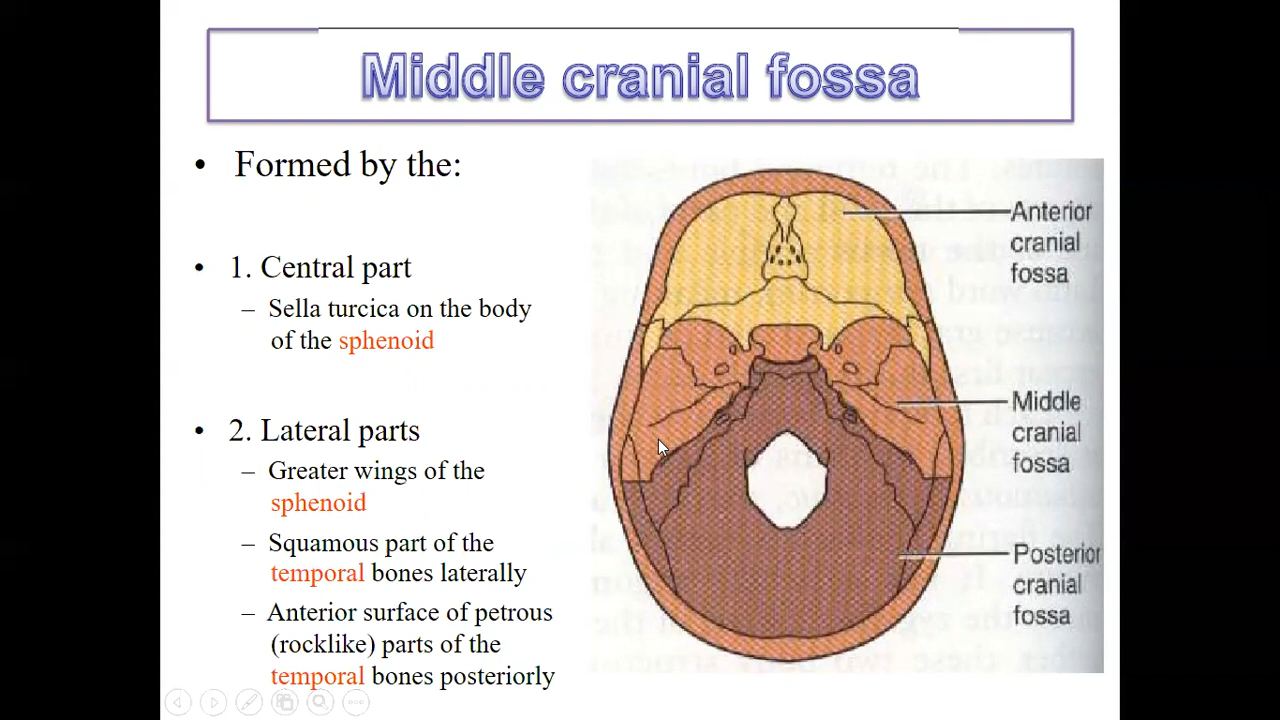 Middle cranial fossa
• Formed by the:
• 1. Central part
– Sella turcica on the body
of the sphenoid
• 2. Lateral parts
– Greater wings of the
sphenoid
– Squamous part of the
temporal bones laterally
– Anterior surface of petrous
(rocklike) parts of the
temporal bones posteriorly
Anterior
cranial
fossa
Middle
cranial
fossa
Posterior
cranial
fossa